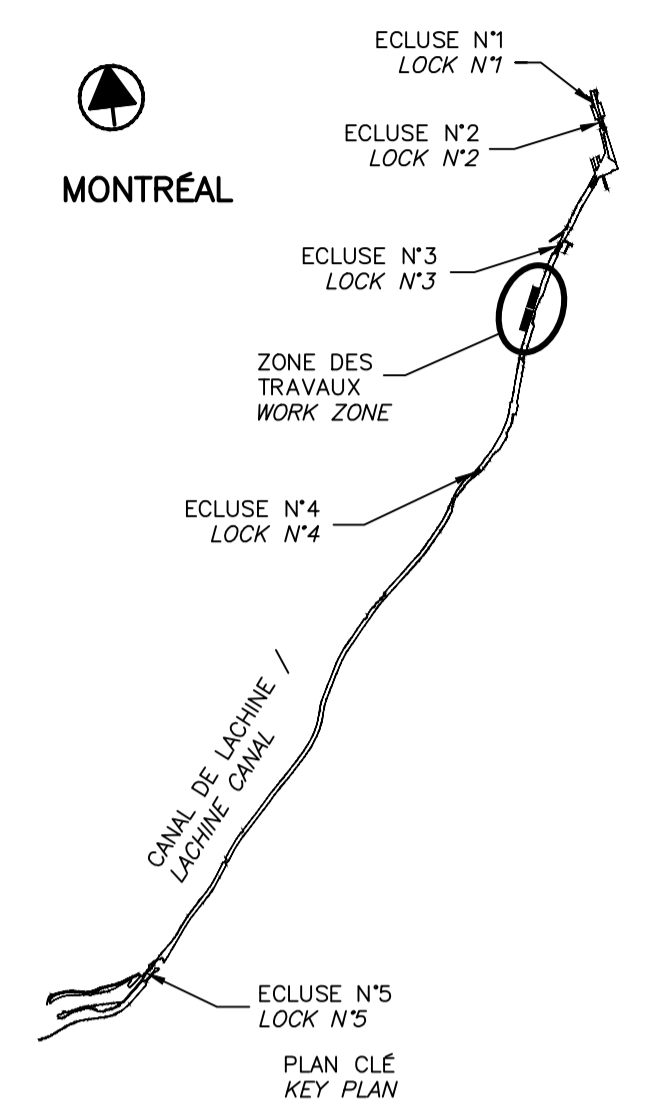 ECLUSE N°1
LOCK N°1
ECLUSE N°2
LOCK N°2
MONTRÉAL
ECLUSE N°3
LOCK N°3
ZONE DES
TRAVAUX
WORK ZONE
ECLUSE N°4
LOCK N°4
CANAL DE LACHINE /
LACHINE CANAL
ECLUSE N°5
LOCK N°5
PLAN CLÉ
KEY PLAN